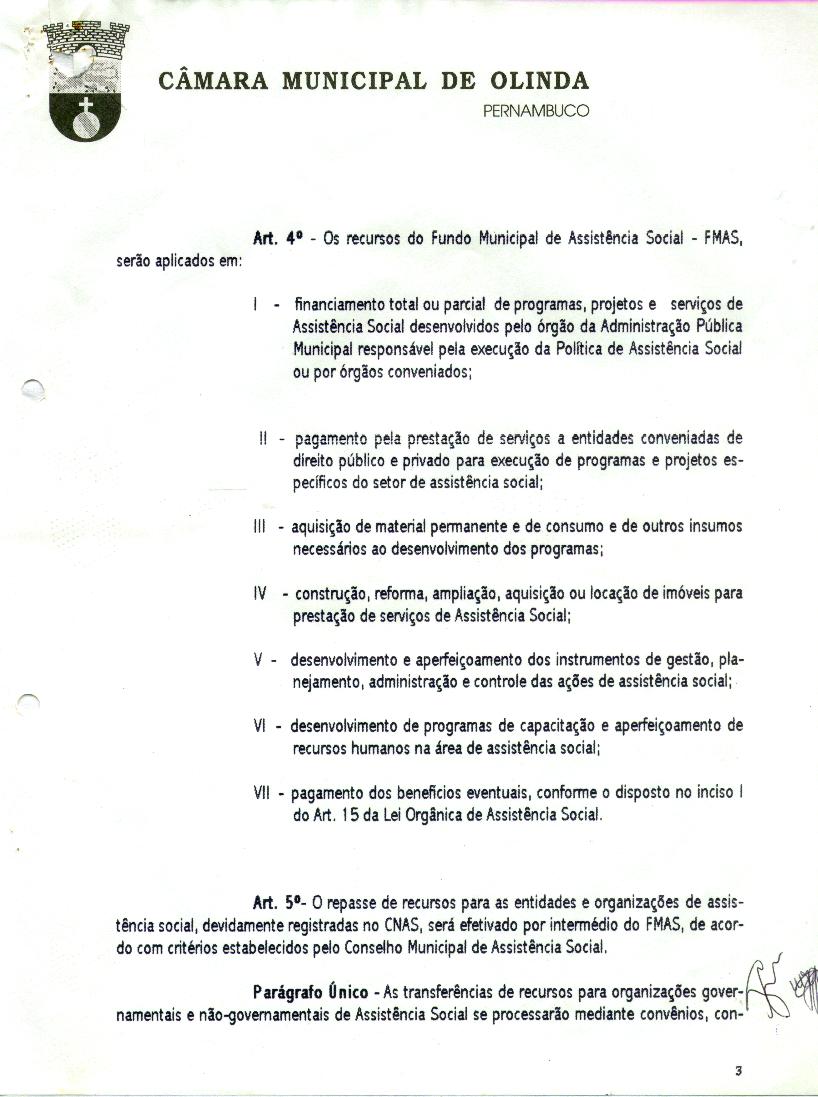 CÂMARA MUNICIPAL DE OLINDA
PERNAMBUCO
Art. 4º - Os recursos do Fundo Municipal de Assistência Social - FMAS,
serão aplicados em:
I - financiamento total ou parcial de programas, projetos e serviços de
Assistência Social desenvolvidos pelo órgão da Administração Pública
Municipal responsável pela execução da Política de Assistência Social
ou por órgãos conveniados;
II - pagamento pela prestação de serviços a entidades conveniadas de
direito público e privado para execução de programas e projetos es-
pecíficos do setor de assistência social;
III - aquisição de material permanente e de consumo e de outros insumos
necessários ao desenvolvimento dos programas;
IV - construção, reforma, ampliação, aquisição ou locação de imóveis para
prestação de serviços de Assistência Social;
V - desenvolvimento e aperfeiçoamento dos instrumentos de gestão, pla-
nejamento, administração e controle das ações de assistência social;
VI - desenvolvimento de programas de capacitação e aperfeiçoamento de
recursos humanos na área de assistência social;
VII - pagamento dos benefícios eventuais, conforme o disposto no inciso I
do Art. 15 da Lei Orgânica de Assistência Social.
Art. 5º- O repasse de recursos para as entidades e organizações de assis-
tência social, devidamente registradas no CNAS, será efetivado por intermédio do FMAS, de acor-
do com critérios estabelecidos pelo Conselho Municipal de Assistência Social.
Parágrafo Único - As transferências de recursos para organizações gover-
namentais e não-governamentais de Assistência Social se processarão mediante convênios, con-
3